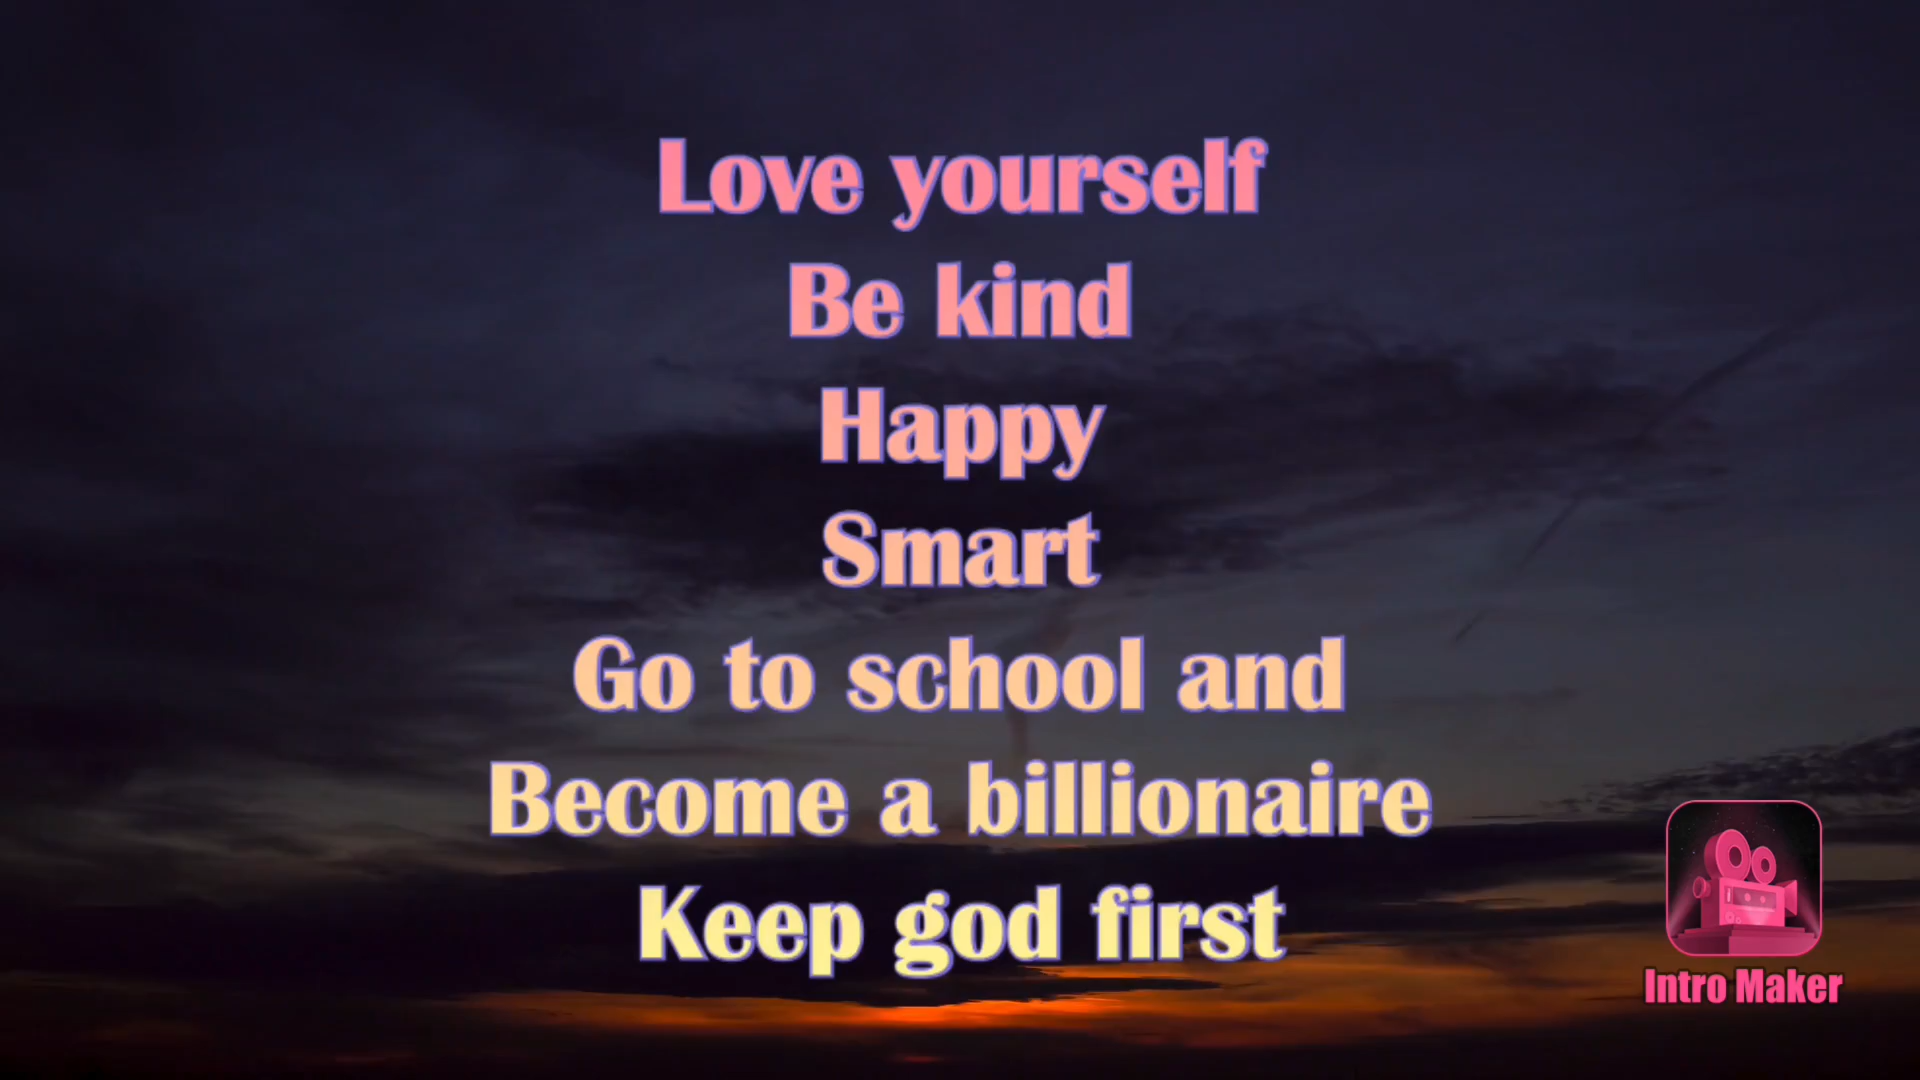 Love yourself
Be kind
Happy
Smart
Go to school and
Become a billionaire
Keep god first
Intro Maker